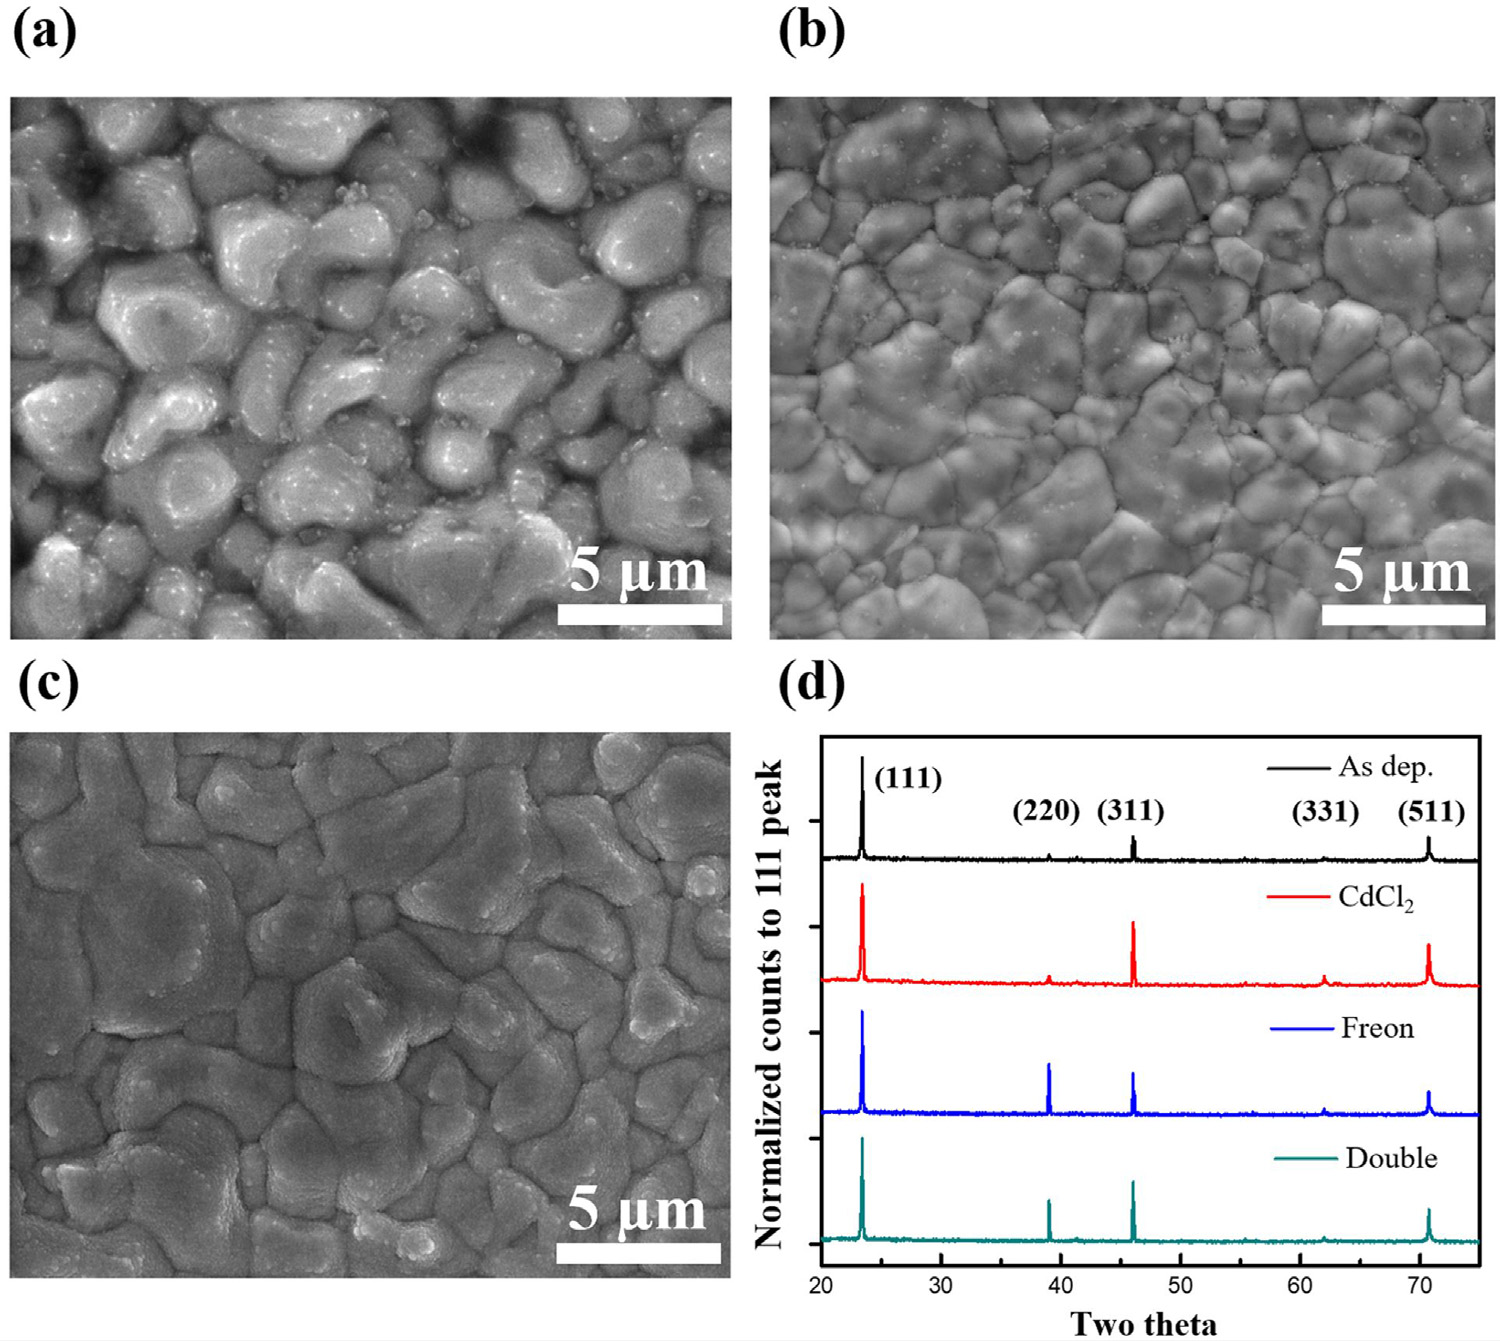 (a)
(b)
5 μm
5 μm
(c)
(d)
5 μm
Normalized counts to 111 peak
As dep.
(111)
(220)
(311)
(331)
(511)
CdCl₂
Freon
Double
20
30
40
50
60
70
Two theta